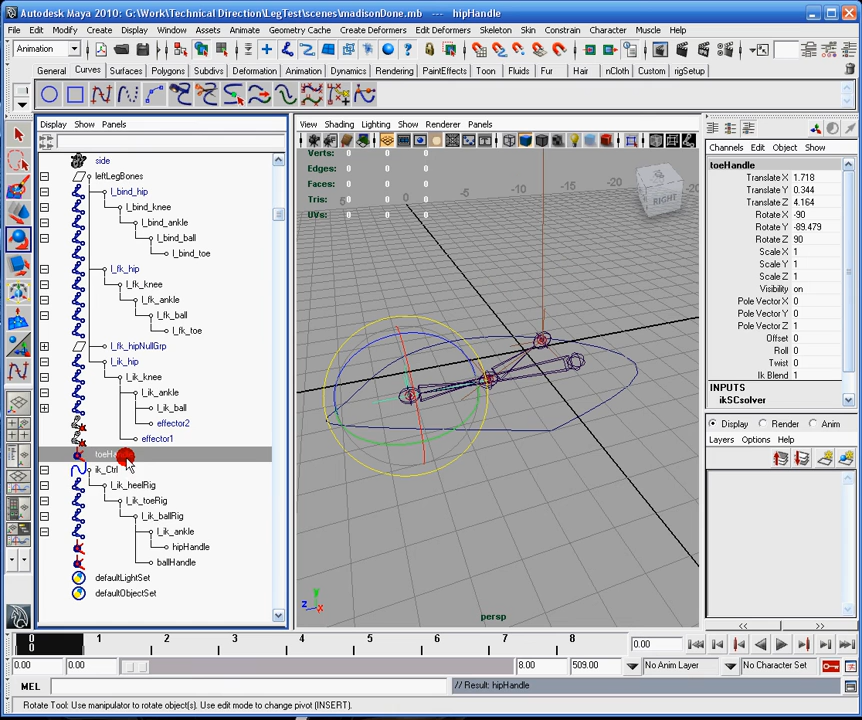 Autodesk Maya 2010: G:\Work\Technical Direction\LegTest\scenes\madisonDone.mb --- hipHandle
File Edit Modify Create Display Window Assets Animate Geometry Cache Create Deformers Edit Deformers Skeleton Skin Constrain Character Muscle Help
Animation
General Curves Surfaces Polygons Subdivs Deformation Animation Dynamics Rendering PaintEffects Toon Fluids Fur Hair nCloth Custom rigSetup
Display Show Panels
side
leftLegBones
l_bind_hip
l_bind_knee
l_bind_ankle
l_bind_ball
l_bind_toe
l_fk_hip
l_fk_knee
l_fk_ankle
l_fk_ball
l_fk_toe
l_fk_hipNullGrp
l_ik_hip
l_ik_knee
l_ik_ankle
l_ik_ball
effector2
effector1
ik_Ctrl
l_ik_heelRig
l_ik_toeRig
l_ik_ballRig
l_ik_ankle
hipHandle
ballHandle
defaultLightSet
defaultObjectSet
View Shading Lighting Show Renderer Panels
Verts: 0 0 0
Edges: 0 0 0
Faces: 0 0 0
Tris: 0 0 0
UVs: 0 0 0
5 0 -5 -10 -15 -20
RIGHT
y
z x
persp
Channels Edit Object Show
toeHandle
Translate X 1.718
Translate Y 0.344
Translate Z 4.164
Rotate X -90
Rotate Y -89.479
Rotate Z 90
Scale X 1
Scale Y 1
Scale Z 1
Visibility on
Pole Vector X 0
Pole Vector Y 0
Pole Vector Z 1
Offset 0
Roll 0
Twist 0
Ik Blend 1
INPUTS
ikSCsolver
Display Render Anim
Layers Options Help
0 1 2 3 4 5 6 7 8
0
0.00
0.00 0.00 8.00 509.00 No Anim Layer No Character Set
MEL // Result: hipHandle
Rotate Tool: Use manipulator to rotate object(s). Use edit mode to change pivot (INSERT).